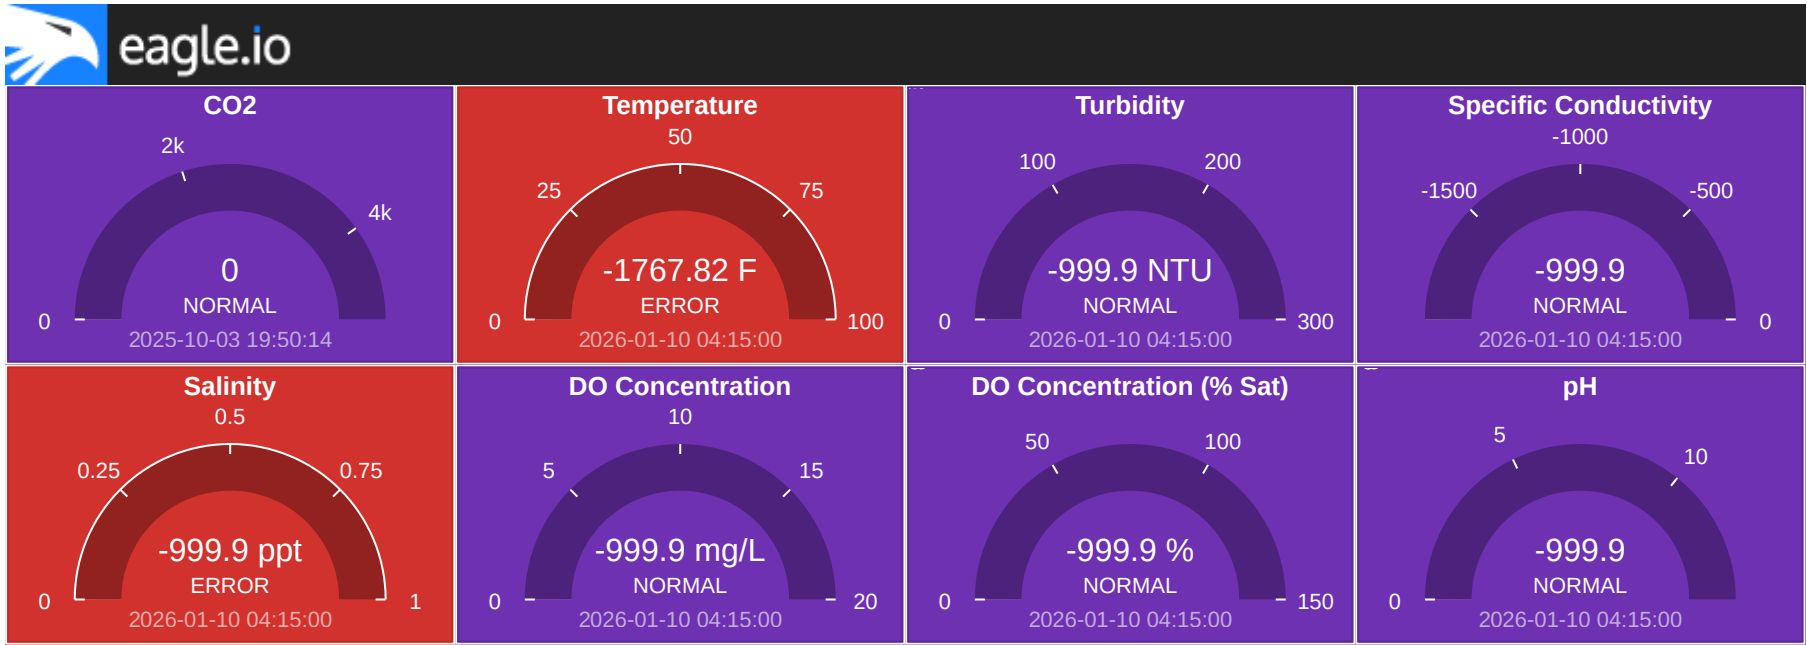 eagle.io
CO2
2k
4k
0
NORMAL
0
2025-10-03 19:50:14
Temperature
50
25
75
-1767.82 F
ERROR
0
100
2026-01-10 04:15:00
Turbidity
100
200
-999.9 NTU
NORMAL
0
300
2026-01-10 04:15:00
Specific Conductivity
-1000
-1500
-500
-999.9
NORMAL
0
2026-01-10 04:15:00
Salinity
0.5
0.25
0.75
-999.9 ppt
ERROR
0
1
2026-01-10 04:15:00
DO Concentration
10
5
15
-999.9 mg/L
NORMAL
0
20
2026-01-10 04:15:00
DO Concentration (% Sat)
50
100
-999.9 %
NORMAL
0
150
2026-01-10 04:15:00
pH
5
10
-999.9
NORMAL
0
2026-01-10 04:15:00